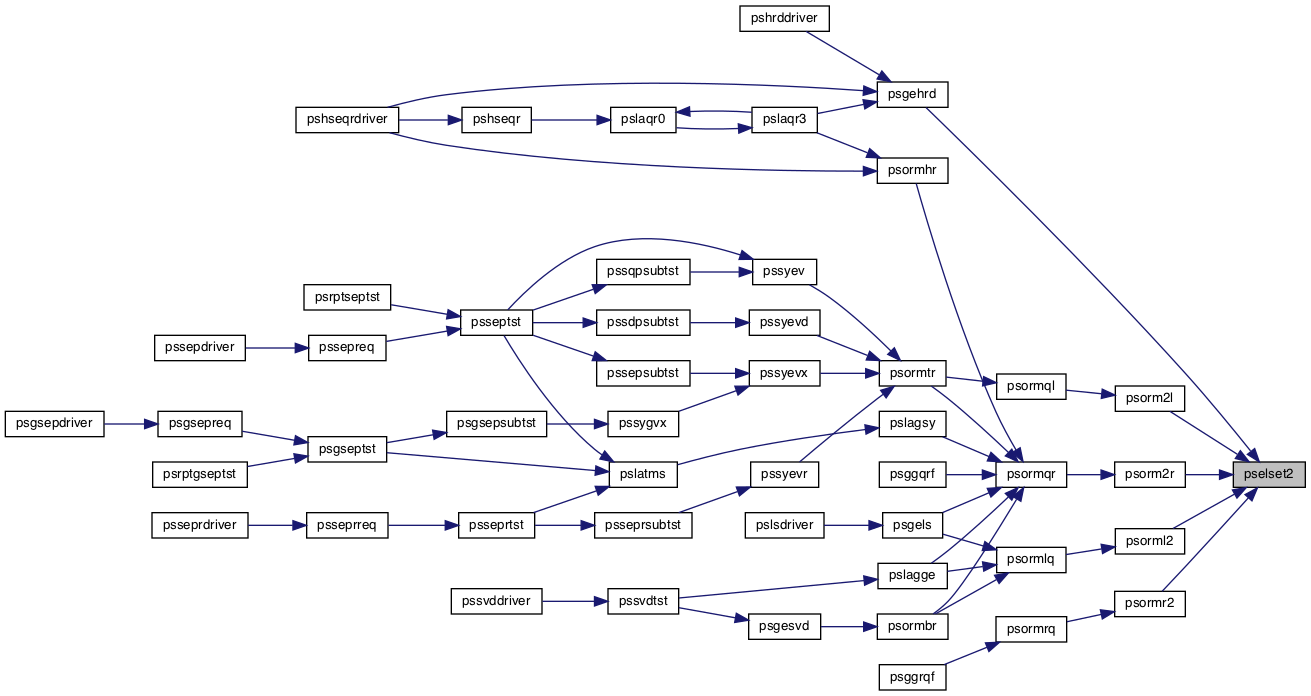 pshrddriver
psgehrd
pshseqrdriver
pshseqr
pslaqr0
pslaqr3
psormhr
pssqpsubtst
pssyev
psrptseptst
psseptst
pssdpsubtst
pssyevd
pssepdriver
pssepreq
pssepsubtst
pssyevx
psormtr
psormql
psorm2l
psgsepdriver
psgsepreq
psgsepsubtst
pssygvx
pslagsy
psgseptst
psrptgseptst
pslatms
pssyevr
psggqrf
psormqr
psorm2r
pselset2
psseprdriver
psseprreq
psseprtst
psseprsubtst
pslsdriver
psgels
psorml2
psormlq
pslagge
pssvddriver
pssvdtst
psormr2
psgesvd
psormbr
psormrq
psggrqf